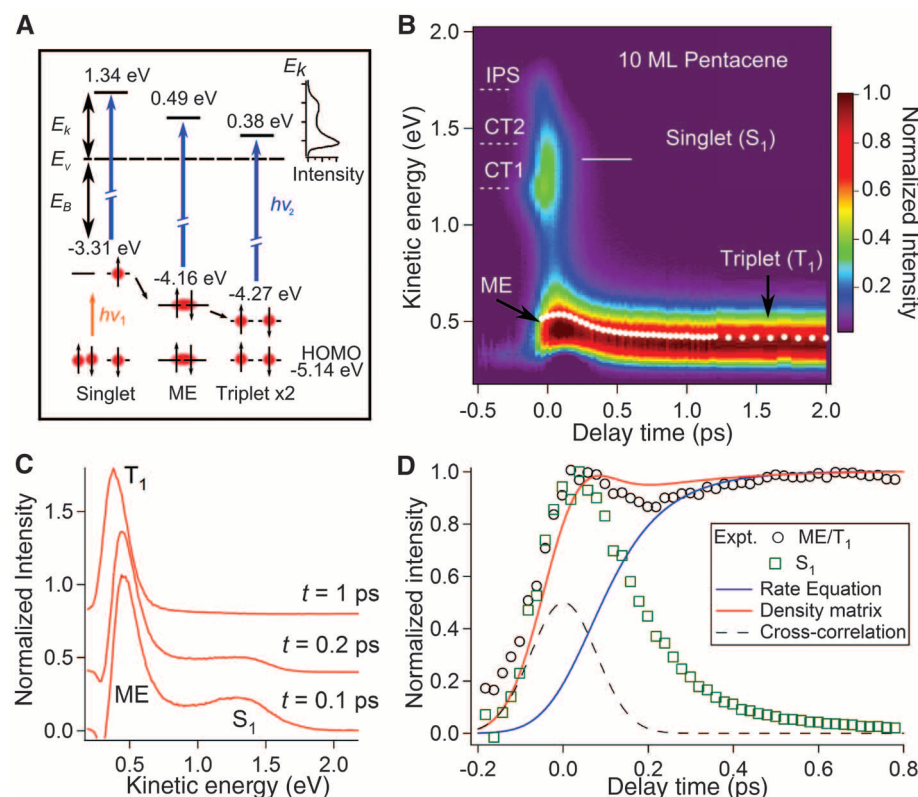 A
1.34 eV
0.49 eV
0.38 eV
E_k
Intensity
E_k
E_v
E_B
hν₂
-3.31 eV
-4.16 eV
-4.27 eV
hν₁
HOMO
-5.14 eV
Singlet
ME
Triplet x2
B
10 ML Pentacene
IPS
CT2
CT1
Singlet (S₁)
ME
Triplet (T₁)
2.0
1.5
1.0
0.5
Kinetic energy (eV)
-0.5
0.0
0.5
1.0
1.5
2.0
Delay time (ps)
1.0
0.8
0.6
0.4
0.2
Normalized Intensity
C
T₁
t = 1 ps
t = 0.2 ps
t = 0.1 ps
ME
S₁
1.5
1.0
0.5
0.0
Normalized Intensity
0.5
1.0
1.5
2.0
Kinetic energy (eV)
D
1.0
0.8
0.6
0.4
0.2
0.0
Normalized intensity
Expt. ME/T₁
S₁
Rate Equation
Density matrix
Cross-correlation
-0.2
0.0
0.2
0.4
0.6
0.8
Delay time (ps)